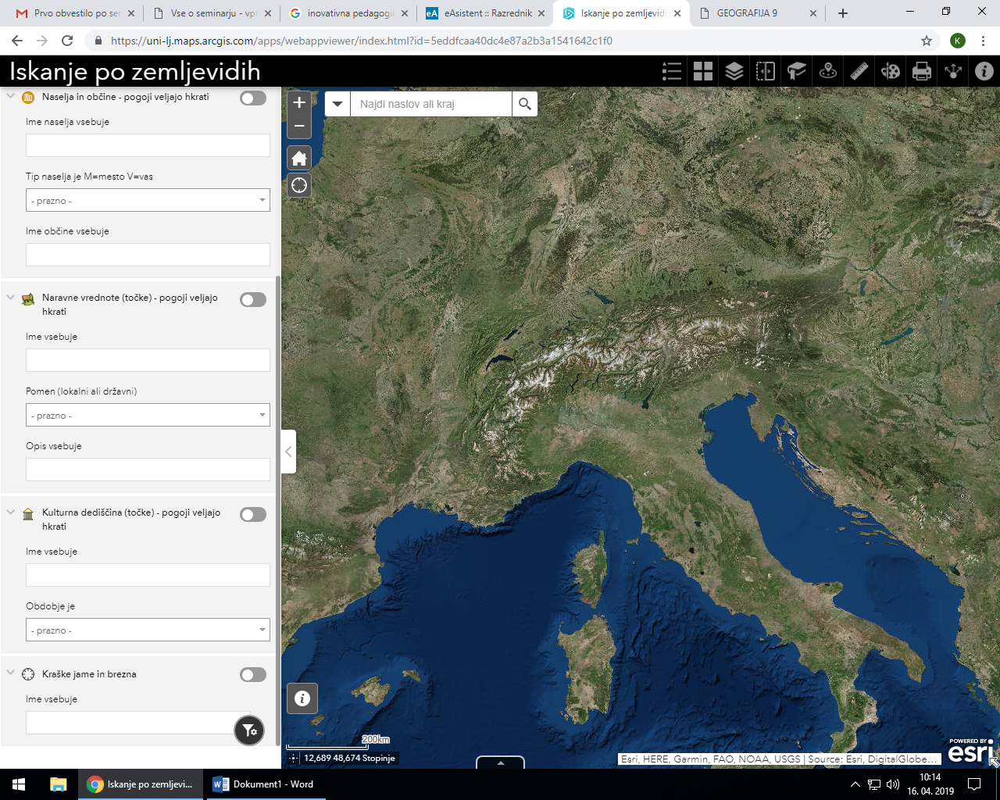 Prvo obvestilo po se
Vse o seminarju - vp
inovativna pedagogi
eAsistent :: Razrednik
Iskanje po zemljevid
GEOGRAFIJA 9
https://uni-lj.maps.arcgis.com/apps/webappviewer/index.html?id=5eddfcaa40dc4e87a2b3a1541642c1f0
K
Iskanje po zemljevidih
Naselja in občine - pogoji veljajo hkrati
Ime naselja vsebuje
Tip naselja je M=mesto V=vas
- prazno -
Ime občine vsebuje
Naravne vrednote (točke) - pogoji veljajo
hkrati
Ime vsebuje
Pomen (lokalni ali državni)
- prazno -
Opis vsebuje
Kulturna dediščina (točke) - pogoji veljajo
hkrati
Ime vsebuje
Obdobje je
- prazno -
Kraške jame in brezna
Ime vsebuje
Najdi naslov ali kraj
200km
12,689 48,674 Stopinje
Esri, HERE, Garmin, FAO, NOAA, USGS | Source: Esri, DigitalGlobe...
POWERED BY
esri
Iskanje po zemljevi...
Dokument1 - Word
10:14
16. 04. 2019